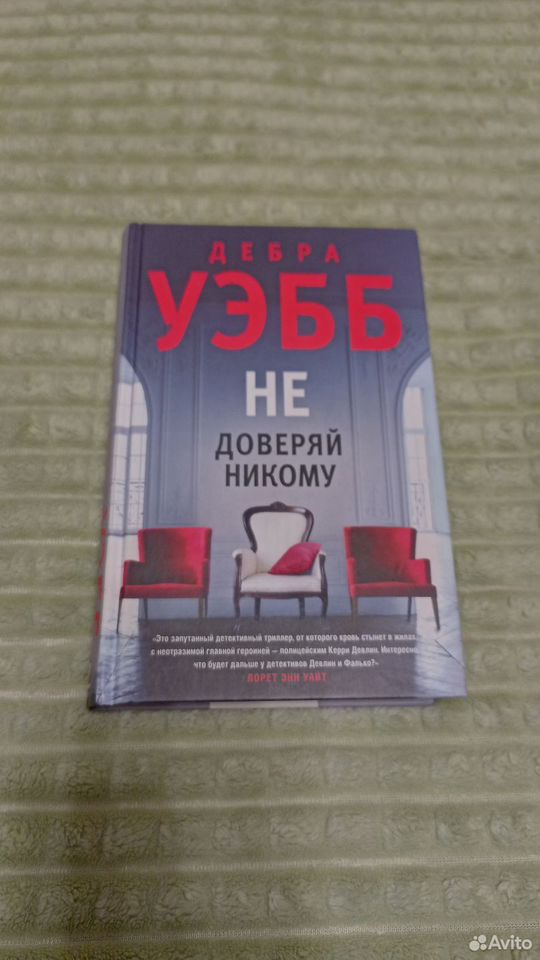 ДЕБРА
УЭББ
НЕ
ДОВЕРЯЙ
НИКОМУ
«Это запутанный детективный триллер, от которого кровь стынет в жилах,
с неотразимой главной героиней — полицейским Керри Девлин. Интересно,
что будет дальше у детективов Девлин и Фалько?»
ЛОРЕТ ЭНН УАЙТ
Avito